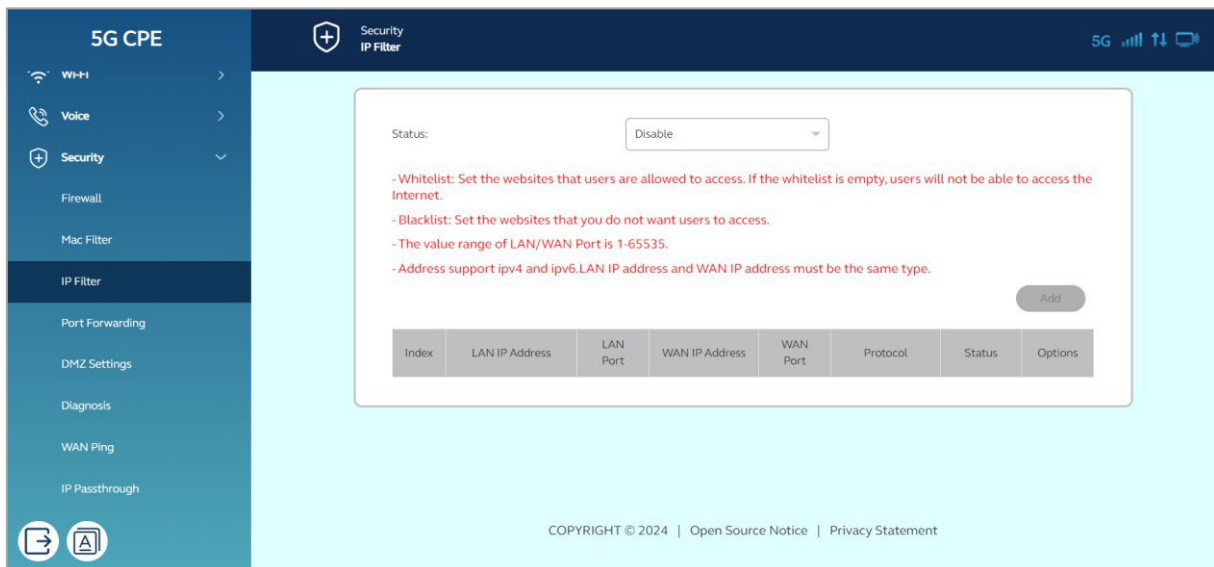 5G CPE
Security
IP Filter
5G
Wi-Fi
Voice
Security
Firewall
Mac Filter
IP Filter
Port Forwarding
DMZ Settings
Diagnosis
WAN Ping
IP Passthrough
A
Status:
Disable
- Whitelist: Set the websites that users are allowed to access. If the whitelist is empty, users will not be able to access the
Internet.
- Blacklist: Set the websites that you do not want users to access.
- The value range of LAN/WAN Port is 1-65535.
- Address support ipv4 and ipv6.LAN IP address and WAN IP address must be the same type.
Add
Index LAN IP Address LAN Port WAN IP Address WAN Port Protocol Status Options
COPYRIGHT © 2024 | Open Source Notice | Privacy Statement